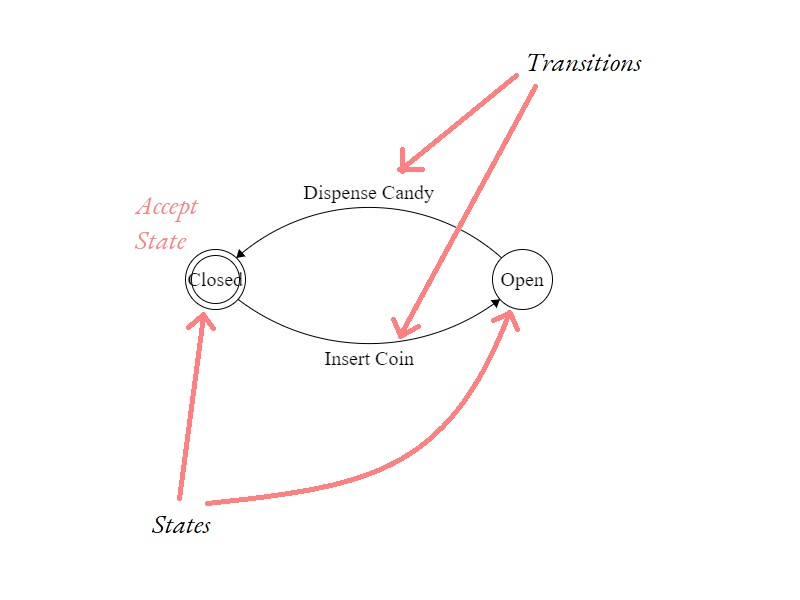 Transitions
Dispense Candy
Accept
State
Closed
Open
Insert Coin
States